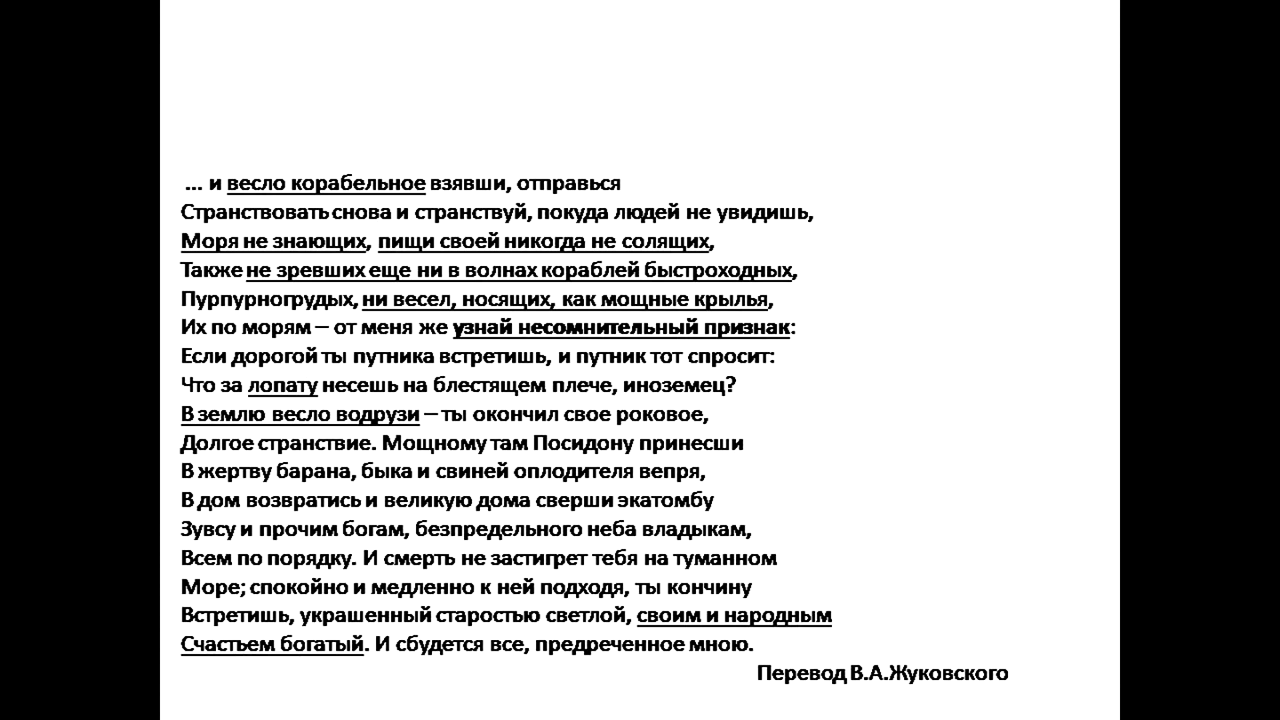 ... и весло корабельное взявши, отправься
Странствовать снова и странствуй, покуда людей не увидишь,
Моря не знающих, пищи своей никогда не солящих,
Также не зревших еще ни в волнах кораблей быстроходных,
Пурпурногрудых, ни весел, носящих, как мощные крылья,
Их по морям – от меня же узнай несомнительный признак:
Если дорогой ты путника встретишь, и путник тот спросит:
Что за лопату несешь на блестящем плече, иноземец?
В землю весло водрузи – ты окончил свое роковое,
Долгое странствие. Мощному там Посидону принесши
В жертву барана, быка и свиней оплодителя вепря,
В дом возвратись и великую дома сверши экатомбу
Зувсу и прочим богам, безпредельного неба владыкам,
Всем по порядку. И смерть не застигрет тебя на туманном
Море; спокойно и медленно к ней подходя, ты кончину
Встретишь, украшенный старостью светлой, своим и народным
Счастьем богатый. И сбудется все, предреченное мною.
Перевод В.А.Жуковского